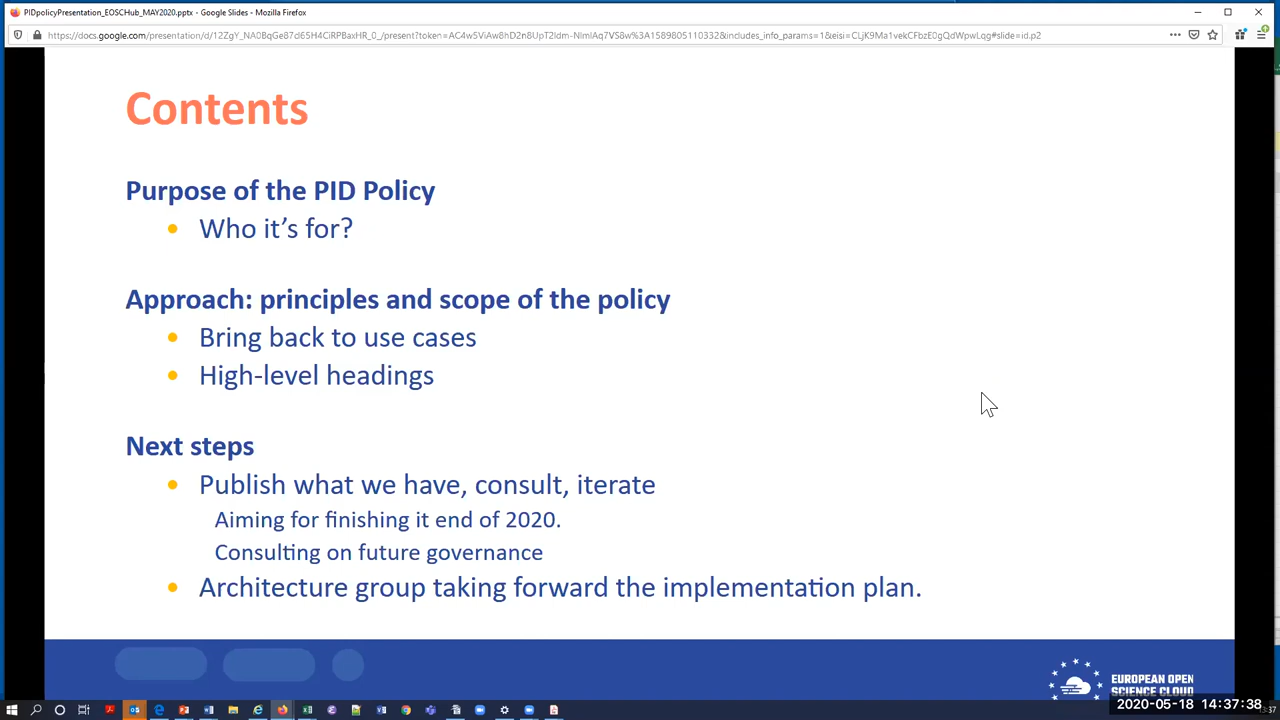 PIDpolicyPresentation_EOSCHub_MAY2020.pptx - Google Slides - Mozilla Firefox
Contents
Purpose of the PID Policy
• Who it's for?
Approach: principles and scope of the policy
• Bring back to use cases
• High-level headings
Next steps
• Publish what we have, consult, iterate
Aiming for finishing it end of 2020.
Consulting on future governance
• Architecture group taking forward the implementation plan.
EUROPEAN OPEN
SCIENCE CLOUD
2020-05-18 14:37:38